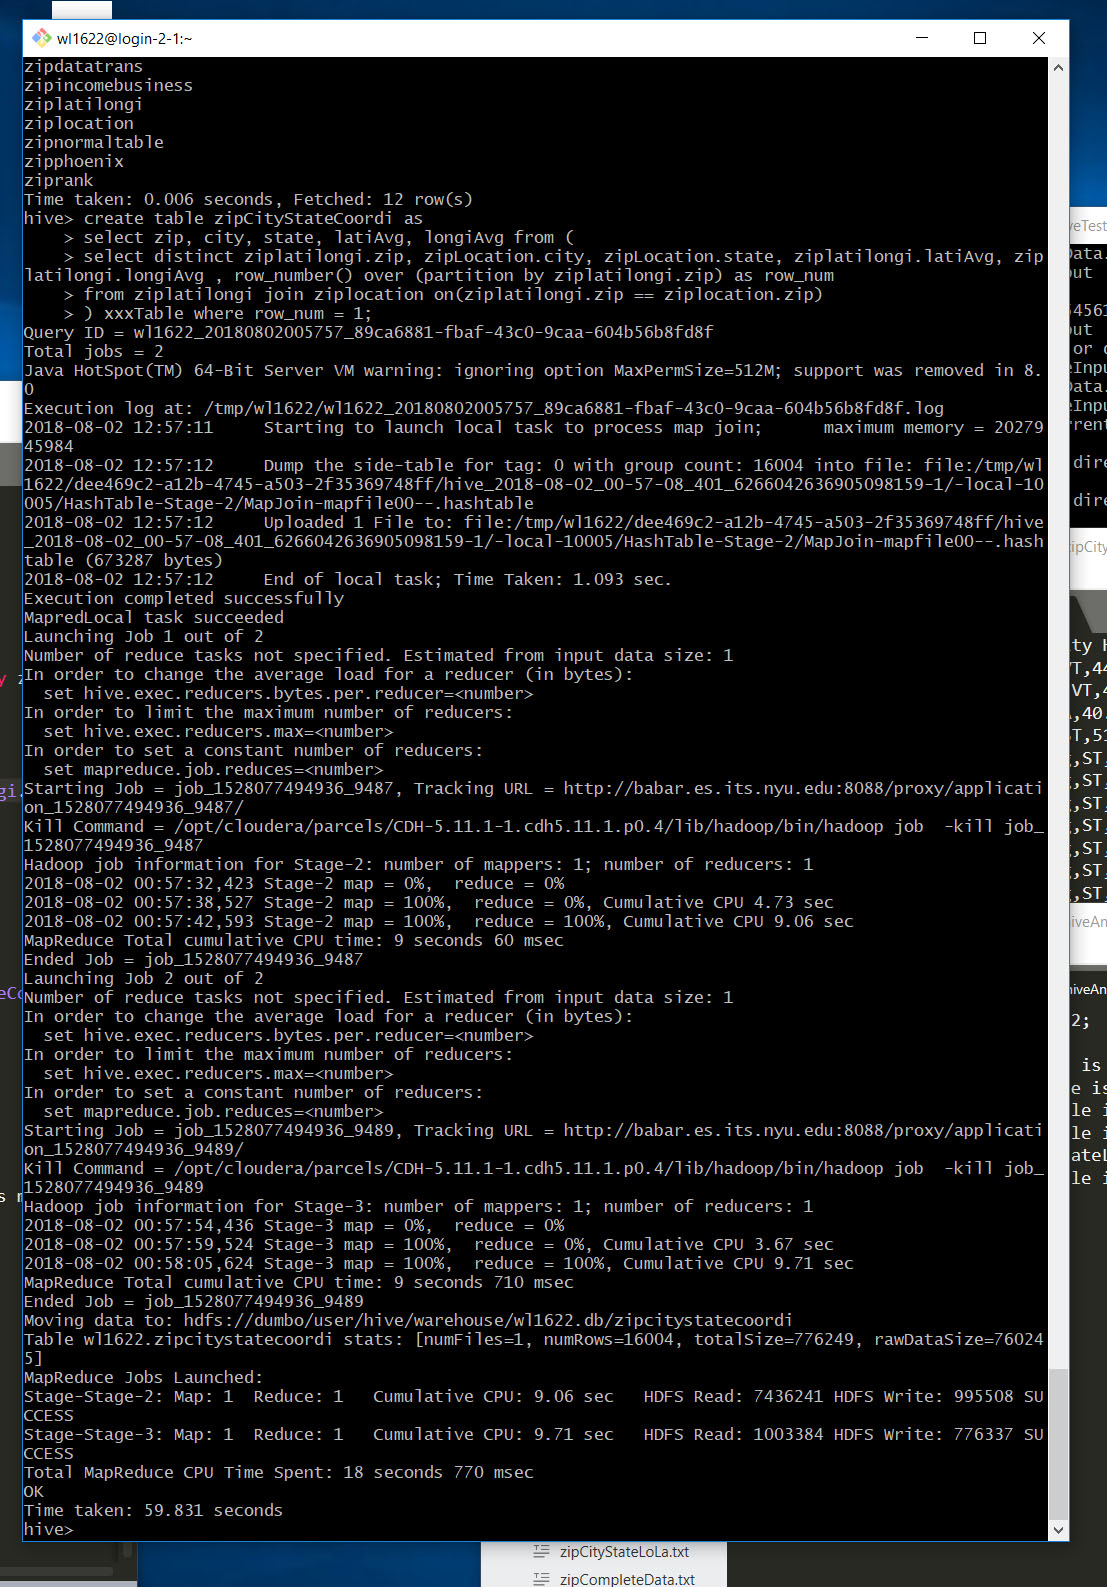 wl1622@login-2-1:~
zipdatatrans
zipincomebusiness
ziplatilongi
ziplocation
zipnormaltable
zipphoenix
ziprank
Time taken: 0.006 seconds, Fetched: 12 row(s)
hive> create table zipCityStateCoordi as
    > select zip, city, state, latiAvg, longiAvg from (
    > select distinct ziplatilongi.zip, zipLocation.city, zipLocation.state, ziplatilongi.latiAvg, zip
latilongi.longiAvg , row_number() over (partition by ziplatilongi.zip) as row_num
    > from ziplatilongi join ziplocation on(ziplatilongi.zip == ziplocation.zip)
    > ) xxxTable where row_num = 1;
Query ID = wl1622_20180802005757_89ca6881-fbaf-43c0-9caa-604b56b8fd8f
Total jobs = 2
Java HotSpot(TM) 64-Bit Server VM warning: ignoring option MaxPermSize=512M; support was removed in 8.
0
Execution log at: /tmp/wl1622/wl1622_20180802005757_89ca6881-fbaf-43c0-9caa-604b56b8fd8f.log
2018-08-02 12:57:11     Starting to launch local task to process map join;      maximum memory = 20279
45984
2018-08-02 12:57:12     Dump the side-table for tag: 0 with group count: 16004 into file: file:/tmp/wl
1622/dee469c2-a12b-4745-a503-2f35369748ff/hive_2018-08-02_00-57-08_401_6266042636905098159-1/-local-10
005/HashTable-Stage-2/MapJoin-mapfile00--.hashtable
2018-08-02 12:57:12     Uploaded 1 File to: file:/tmp/wl1622/dee469c2-a12b-4745-a503-2f35369748ff/hive
_2018-08-02_00-57-08_401_6266042636905098159-1/-local-10005/HashTable-Stage-2/MapJoin-mapfile00--.hash
table (673287 bytes)
2018-08-02 12:57:12     End of local task; Time Taken: 1.093 sec.
Execution completed successfully
MapredLocal task succeeded
Launching Job 1 out of 2
Number of reduce tasks not specified. Estimated from input data size: 1
In order to change the average load for a reducer (in bytes):
  set hive.exec.reducers.bytes.per.reducer=<number>
In order to limit the maximum number of reducers:
  set hive.exec.reducers.max=<number>
In order to set a constant number of reducers:
  set mapreduce.job.reduces=<number>
Starting Job = job_1528077494936_9487, Tracking URL = http://babar.es.its.nyu.edu:8088/proxy/applicati
on_1528077494936_9487/
Kill Command = /opt/cloudera/parcels/CDH-5.11.1-1.cdh5.11.1.p0.4/lib/hadoop/bin/hadoop job  -kill job_
1528077494936_9487
Hadoop job information for Stage-2: number of mappers: 1; number of reducers: 1
2018-08-02 00:57:32,423 Stage-2 map = 0%,  reduce = 0%
2018-08-02 00:57:38,527 Stage-2 map = 100%,  reduce = 0%, Cumulative CPU 4.73 sec
2018-08-02 00:57:42,593 Stage-2 map = 100%,  reduce = 100%, Cumulative CPU 9.06 sec
MapReduce Total cumulative CPU time: 9 seconds 60 msec
Ended Job = job_1528077494936_9487
Launching Job 2 out of 2
Number of reduce tasks not specified. Estimated from input data size: 1
In order to change the average load for a reducer (in bytes):
  set hive.exec.reducers.bytes.per.reducer=<number>
In order to limit the maximum number of reducers:
  set hive.exec.reducers.max=<number>
In order to set a constant number of reducers:
  set mapreduce.job.reduces=<number>
Starting Job = job_1528077494936_9489, Tracking URL = http://babar.es.its.nyu.edu:8088/proxy/applicati
on_1528077494936_9489/
Kill Command = /opt/cloudera/parcels/CDH-5.11.1-1.cdh5.11.1.p0.4/lib/hadoop/bin/hadoop job  -kill job_
1528077494936_9489
Hadoop job information for Stage-3: number of mappers: 1; number of reducers: 1
2018-08-02 00:57:54,436 Stage-3 map = 0%,  reduce = 0%
2018-08-02 00:57:59,524 Stage-3 map = 100%,  reduce = 0%, Cumulative CPU 3.67 sec
2018-08-02 00:58:05,624 Stage-3 map = 100%,  reduce = 100%, Cumulative CPU 9.71 sec
MapReduce Total cumulative CPU time: 9 seconds 710 msec
Ended Job = job_1528077494936_9489
Moving data to: hdfs://dumbo/user/hive/warehouse/wl1622.db/zipcitystatecoordi
Table wl1622.zipcitystatecoordi stats: [numFiles=1, numRows=16004, totalSize=776249, rawDataSize=76024
5]
MapReduce Jobs Launched:
Stage-Stage-2: Map: 1  Reduce: 1   Cumulative CPU: 9.06 sec   HDFS Read: 7436241 HDFS Write: 995508 SU
CCESS
Stage-Stage-3: Map: 1  Reduce: 1   Cumulative CPU: 9.71 sec   HDFS Read: 1003384 HDFS Write: 776337 SU
CCESS
Total MapReduce CPU Time Spent: 18 seconds 770 msec
OK
Time taken: 59.831 seconds
hive>
zipCityStateLoLa.txt
zipCompleteData.txt